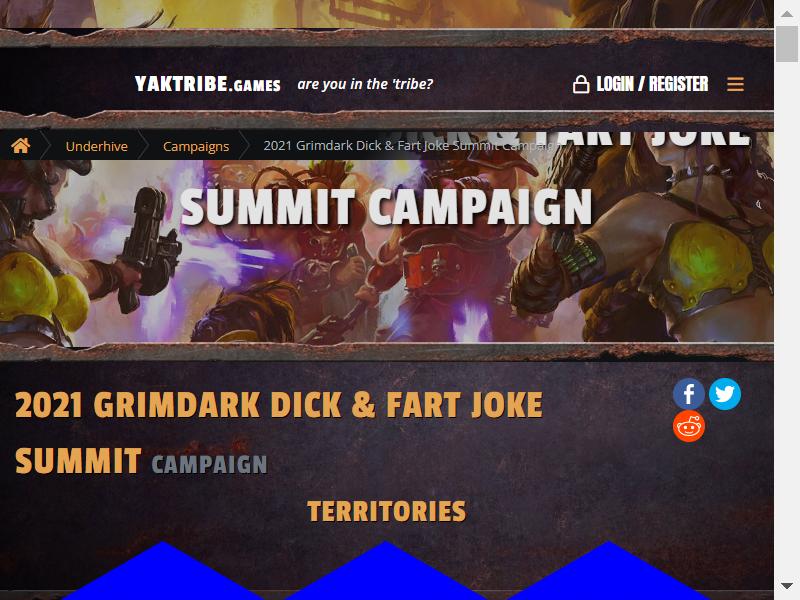 YAKTRIBE.GAMES are you in the 'tribe? LOGIN / REGISTER
Underhive Campaigns 2021 Grimdark Dick & Fart Joke Summit Campaign
DICK & FART JOKE
SUMMIT CAMPAIGN
2021 GRIMDARK DICK & FART JOKE
SUMMIT CAMPAIGN
TERRITORIES